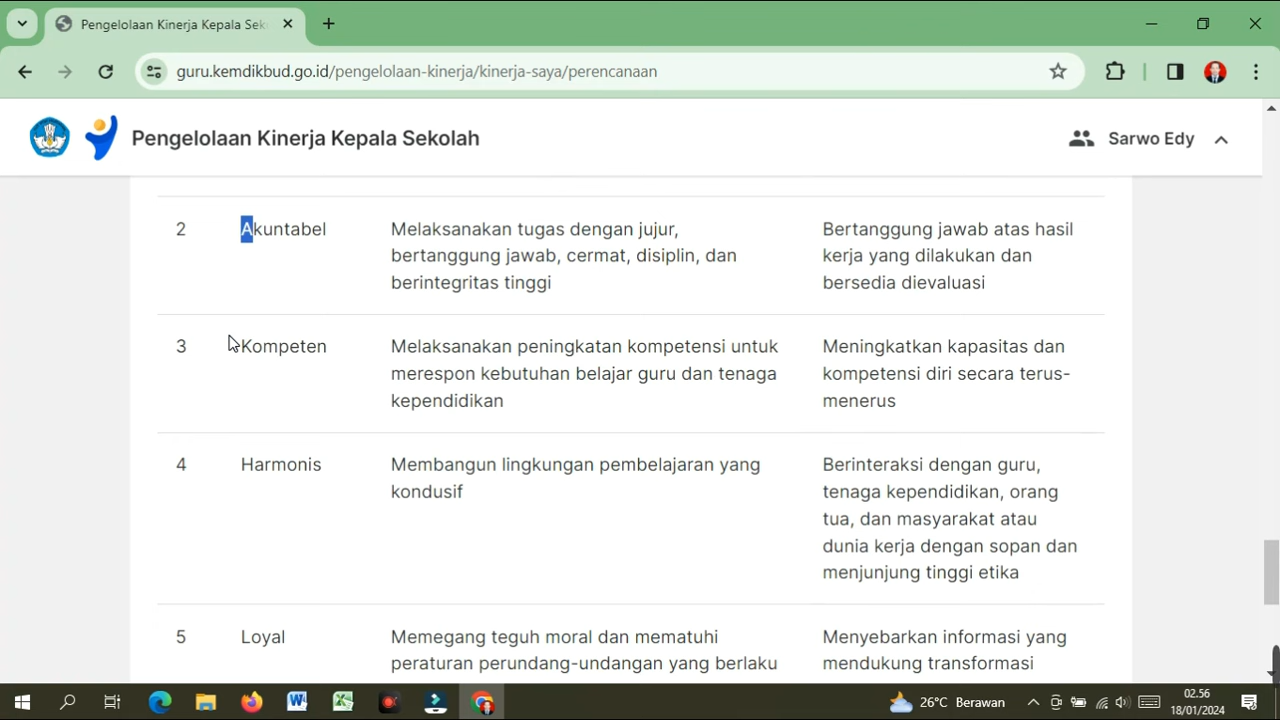 Pengelolaan Kinerja Kepala Sek
guru.kemdikbud.go.id/pengelolaan-kinerja/kinerja-saya/perencanaan
Pengelolaan Kinerja Kepala Sekolah
Sarwo Edy
2 Akuntabel Melaksanakan tugas dengan jujur, Bertanggung jawab atas hasil
bertanggung jawab, cermat, disiplin, dan kerja yang dilakukan dan
berintegritas tinggi bersedia dievaluasi
3 Kompeten Melaksanakan peningkatan kompetensi untuk Meningkatkan kapasitas dan
merespon kebutuhan belajar guru dan tenaga kompetensi diri secara terus-
kependidikan menerus
4 Harmonis Membangun lingkungan pembelajaran yang Berinteraksi dengan guru,
kondusif tenaga kependidikan, orang
tua, dan masyarakat atau
dunia kerja dengan sopan dan
menjunjung tinggi etika
5 Loyal Memegang teguh moral dan mematuhi Menyebarkan informasi yang
peraturan perundang-undangan yang berlaku mendukung transformasi
26°C Berawan
02.56
18/01/2024